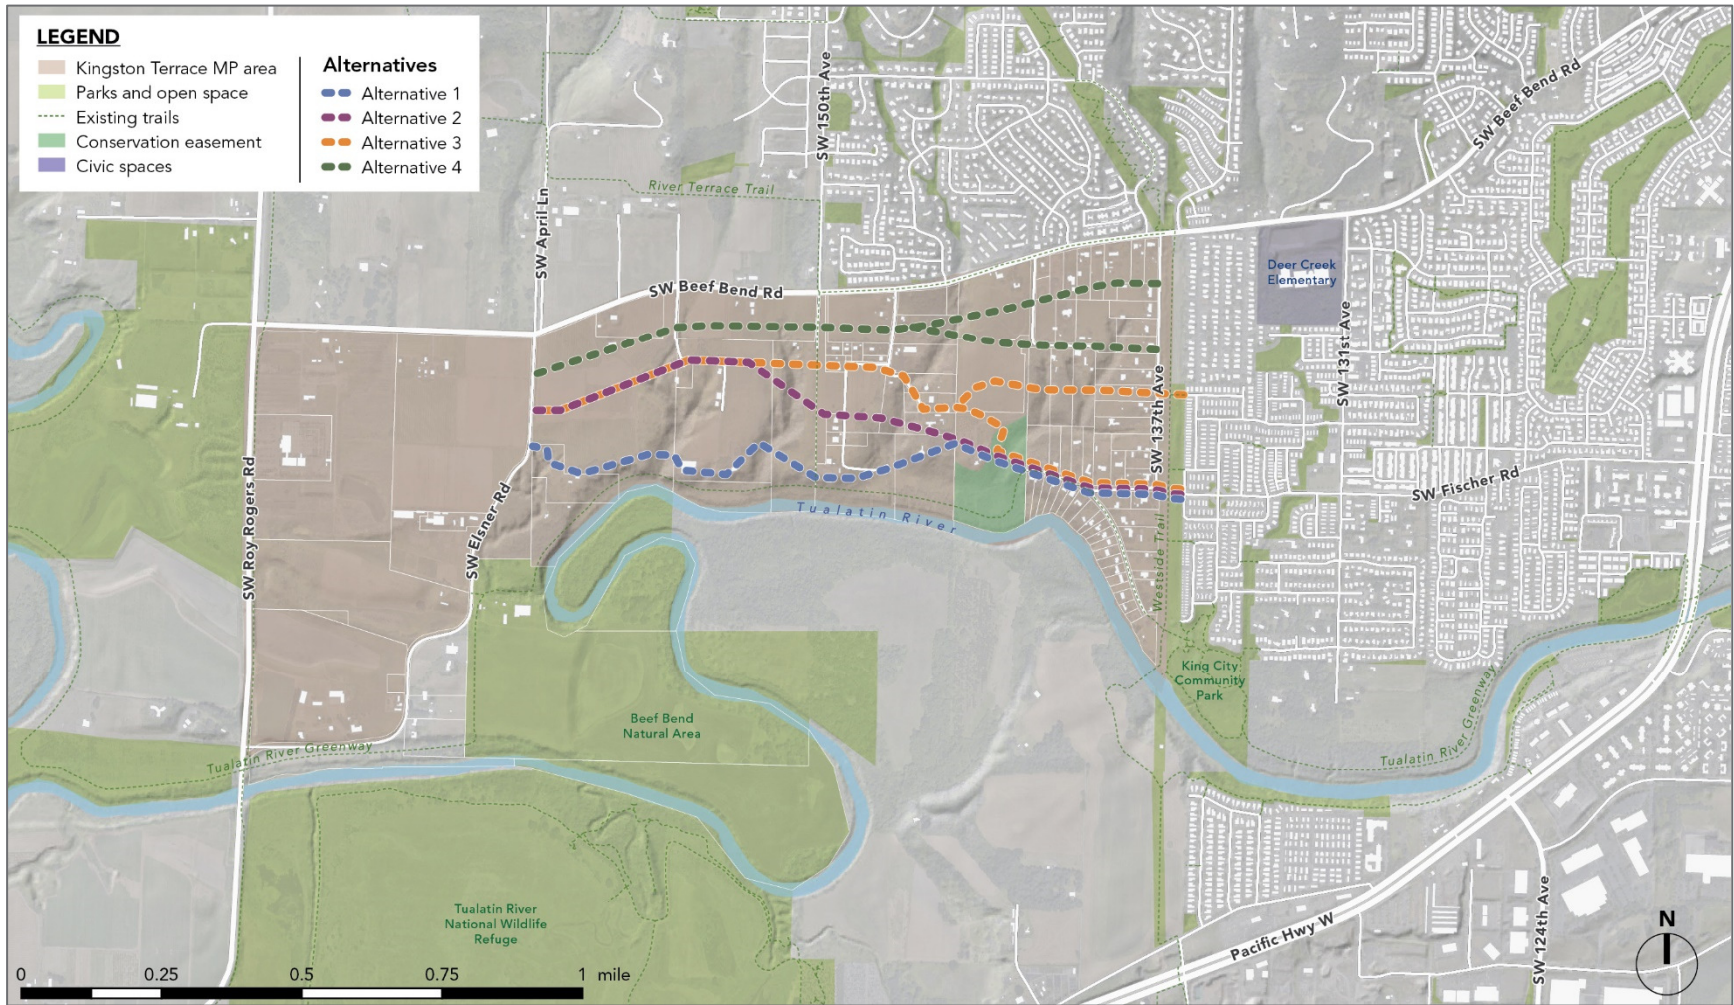 LEGEND
Kingston Terrace MP area
Parks and open space
Existing trails
Conservation easement
Civic spaces
Alternatives
Alternative 1
Alternative 2
Alternative 3
Alternative 4
SW 150th Ave
SW Beef Bend Rd
River Terrace Trail
SW April Ln
Deer Creek
Elementary
SW Beef Bend Rd
SW 131st Ave
SW 137th Ave
SW Roy Rogers Rd
SW Elsner Rd
SW Fischer Rd
Tualatin River
Westside Trail
King City
Community
Park
Beef Bend
Natural Area
Tualatin River Greenway
Tualatin River Greenway
Tualatin River
National Wildlife
Refuge
Pacific Hwy W
SW 124th Ave
N
0 0.25 0.5 0.75 1 mile